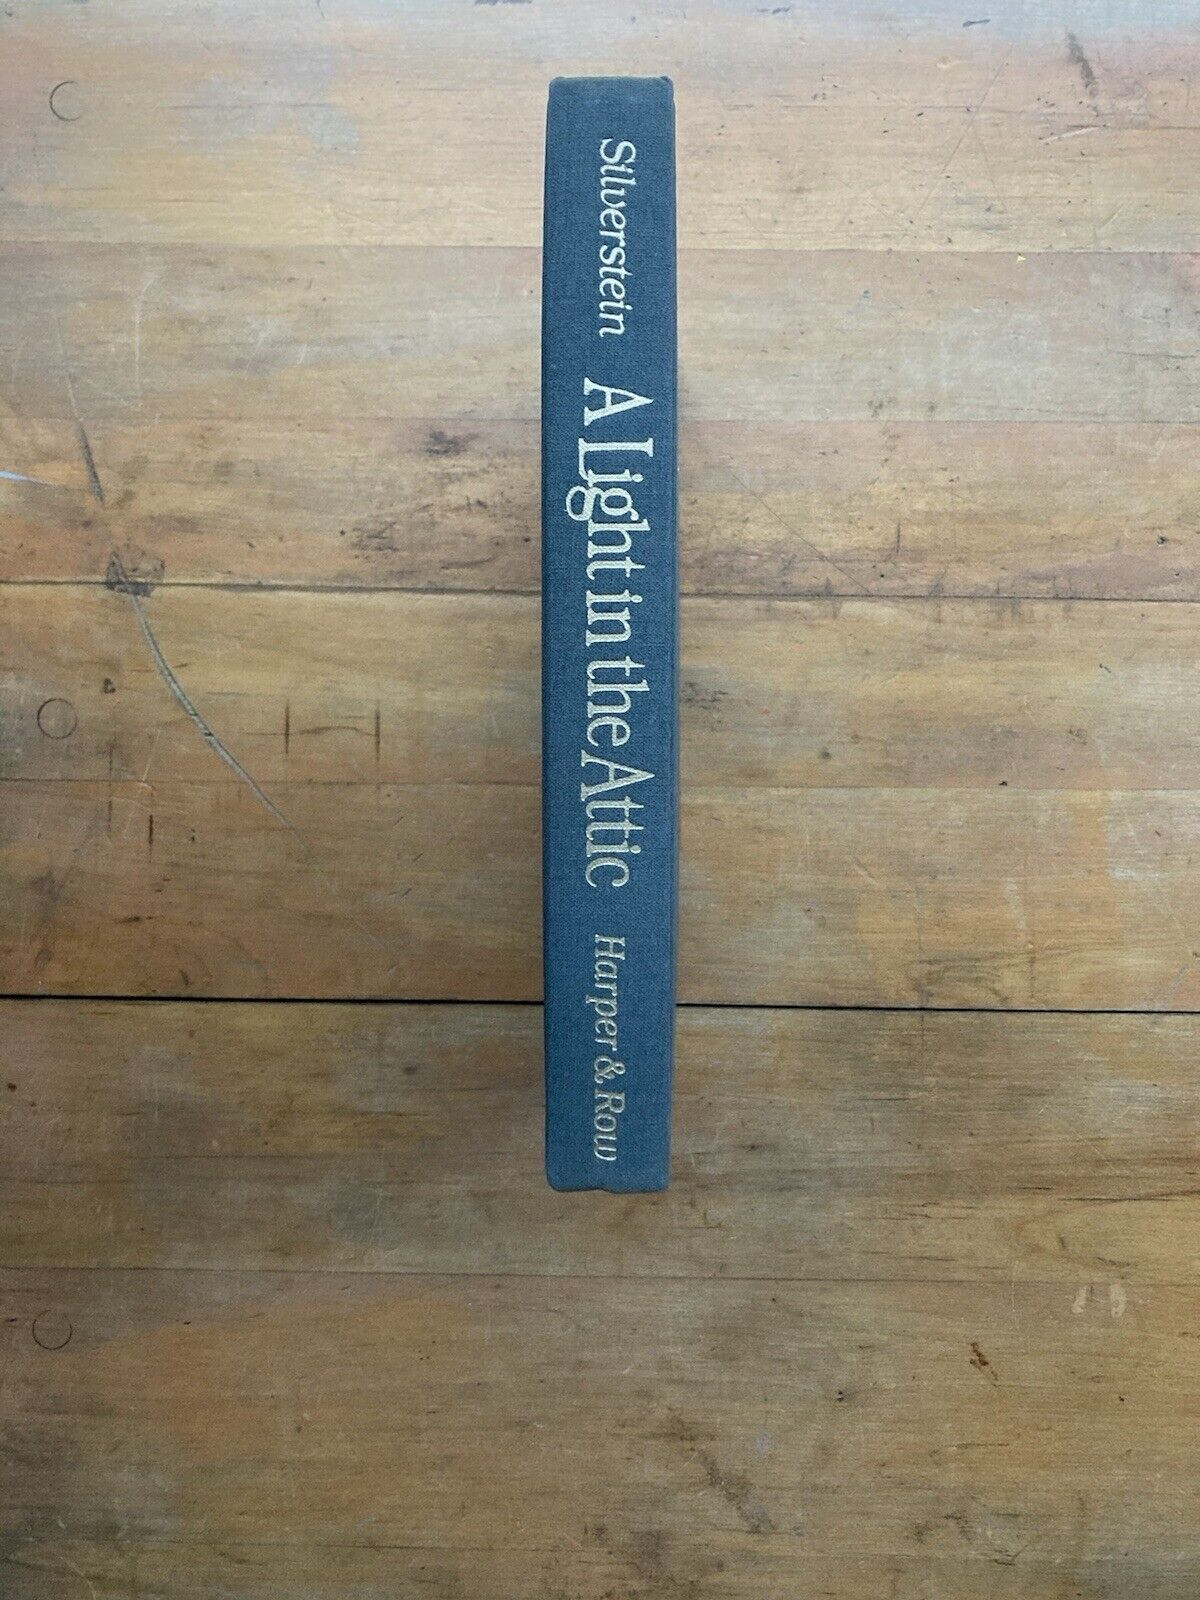 Silverstein A Light in the Attic Harper & Row